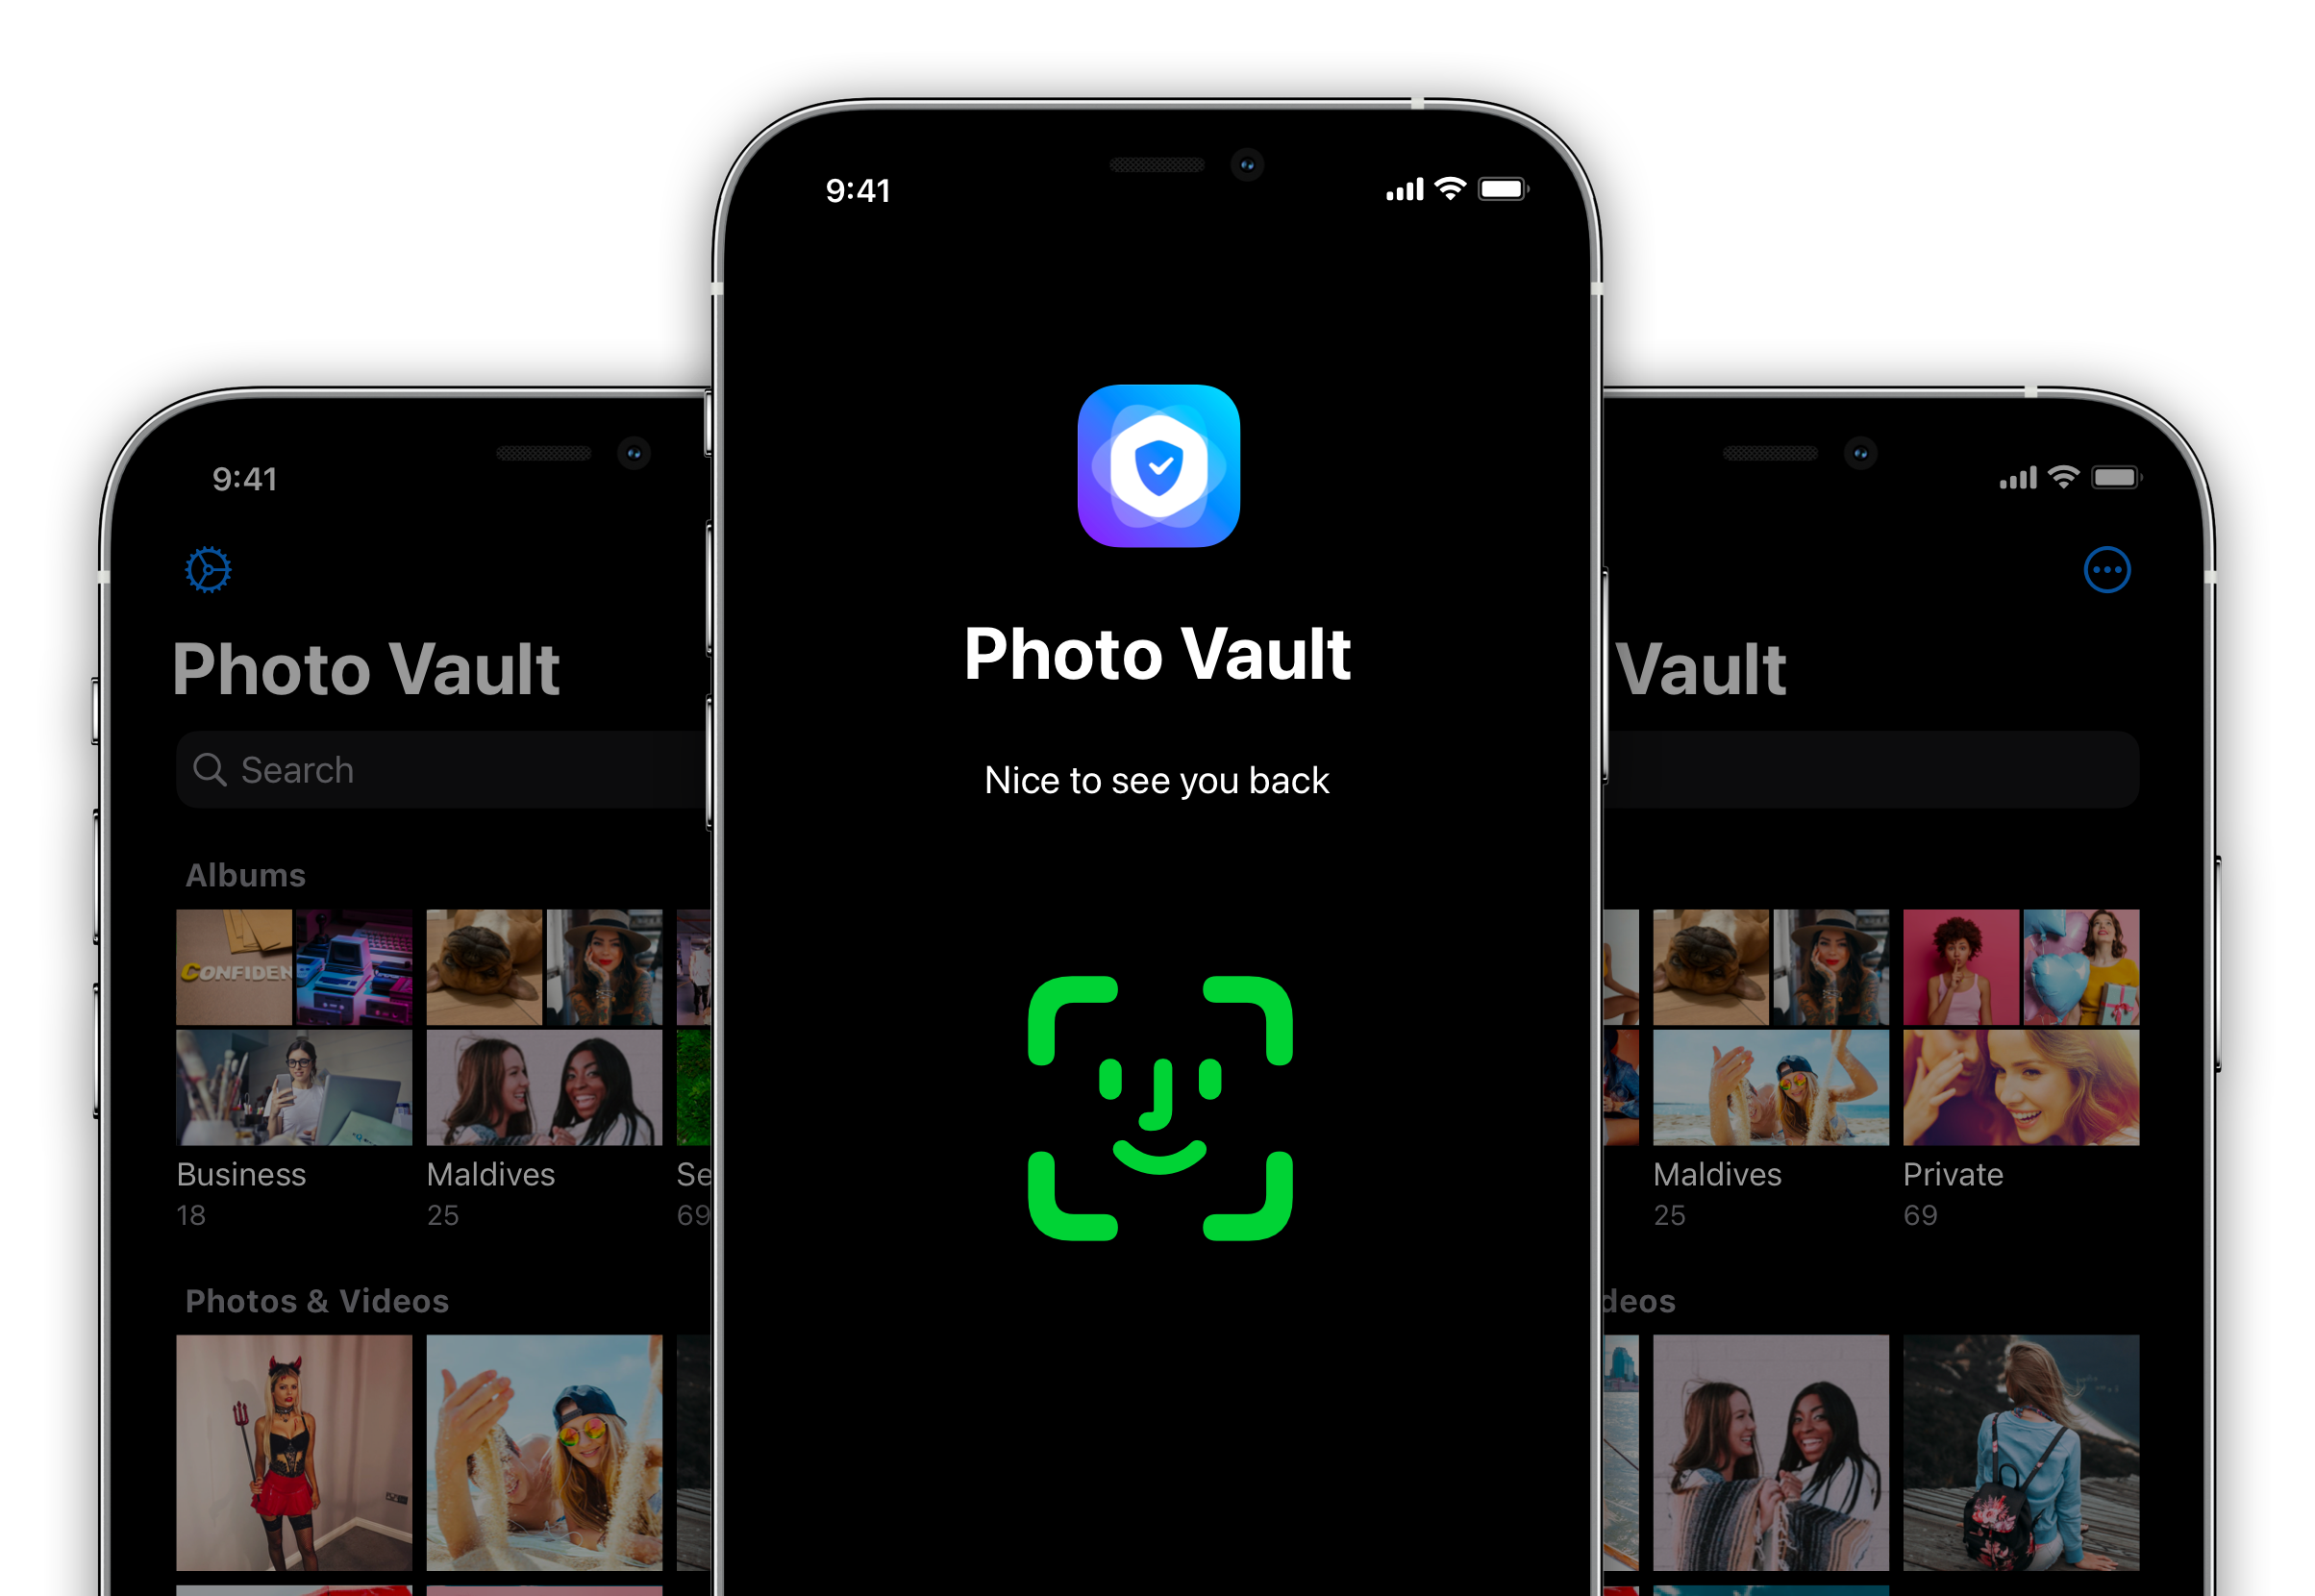 9:41
Photo Vault
Nice to see you back
9:41
Photo Vault
Search
Albums
CONFIDEN
Business
18
Maldives
25
Se
69
Photos & Videos
Vault
Maldives
25
Private
69
deos